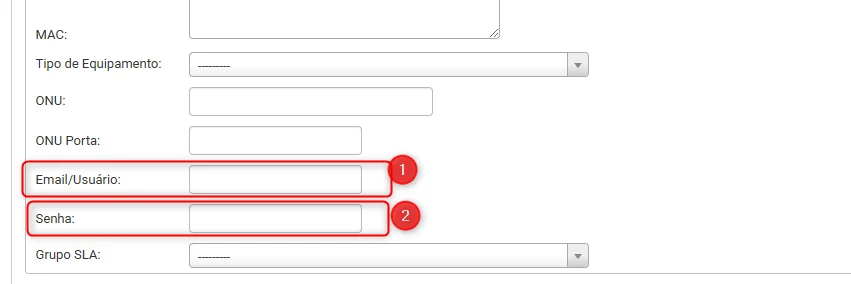 MAC:
Tipo de Equipamento: ---------
ONU:
ONU Porta:
Email/Usuário: 1
Senha: 2
Grupo SLA: ---------